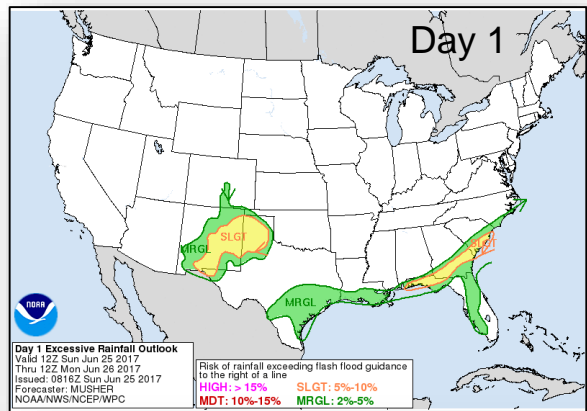 Day 1
MRGL
SLGT
SLGT
MRGL
NOAA
Day 1 Excessive Rainfall Outlook
Valid 12Z Sun Jun 25 2017
Thru 12Z Mon Jun 26 2017
Issued: 0816Z Sun Jun 25 2017
Forecaster: MUSHER
NOAA/NWS/NCEP/WPC
Risk of rainfall exceeding flash flood guidance
to the right of a line
HIGH: > 15% SLGT: 5%-10%
MDT: 10%-15% MRGL: 2%-5%